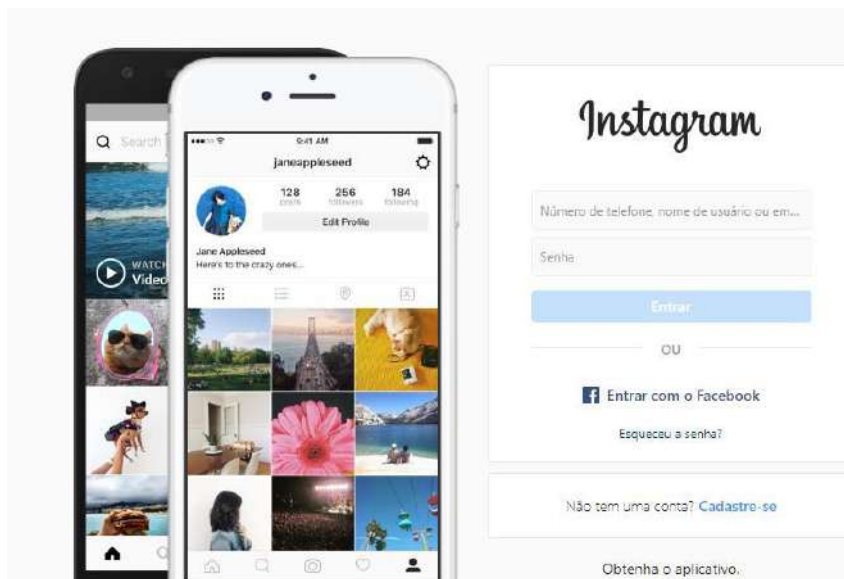 Search
WATCH
Video
9:41 AM
janeappleseed
128
256
184
posts
followers
following
Edit Profile
Jane Appleseed
Here's to the crazy ones...
Instagram
Número de telefone, nome de usuário ou em...
Senha
Entrar
OU
Entrar com o Facebook
Esqueceu a senha?
Não tem uma conta? Cadastre-se
Obtenha o aplicativo.